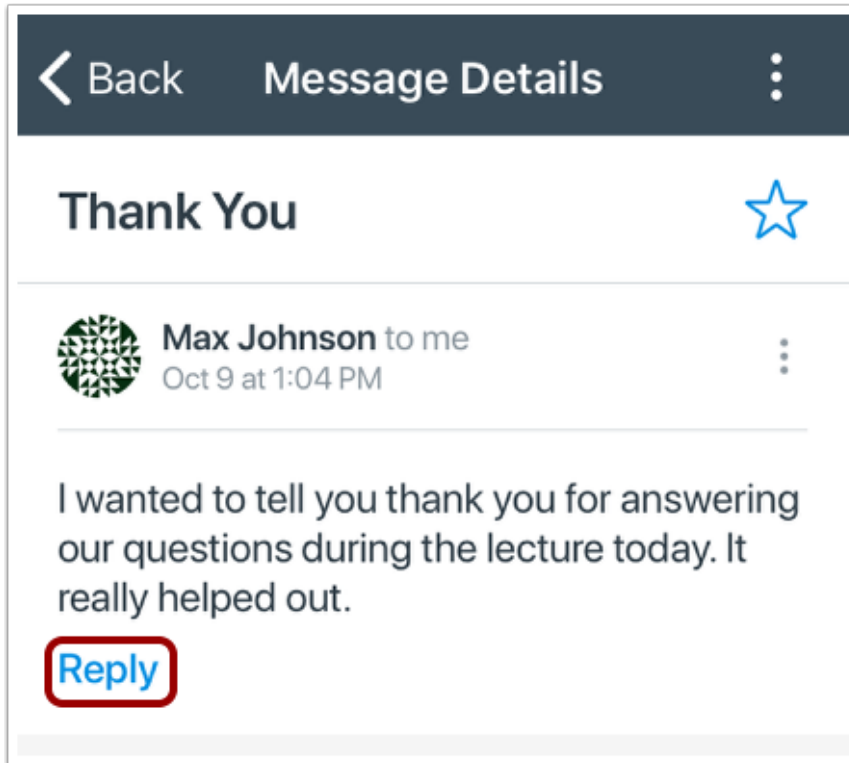 Back
Message Details
Thank You
Max Johnson to me
Oct 9 at 1:04 PM
I wanted to tell you thank you for answering
our questions during the lecture today. It
really helped out.
Reply